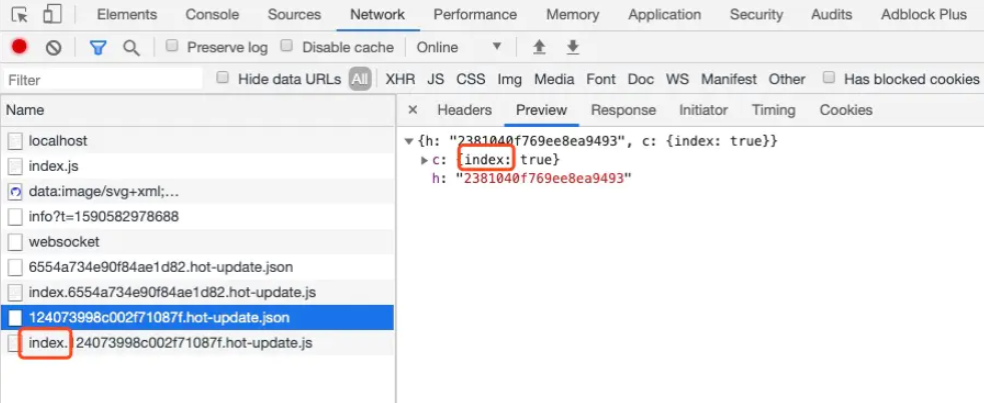 Elements Console Sources Network Performance Memory Application Security Audits Adblock Plus
Preserve log Disable cache Online
Filter Hide data URLs All XHR JS CSS Img Media Font Doc WS Manifest Other Has blocked cookies
Name
localhost
index.js
data:image/svg+xml;...
info?t=1590582978688
websocket
6554a734e90f84ae1d82.hot-update.json
index.6554a734e90f84ae1d82.hot-update.js
124073998c002f71087f.hot-update.json
index.124073998c002f71087f.hot-update.js
× Headers Preview Response Initiator Timing Cookies
{h: "2381040f769ee8ea9493", c: {index: true}}
c: {index: true}
h: "2381040f769ee8ea9493"